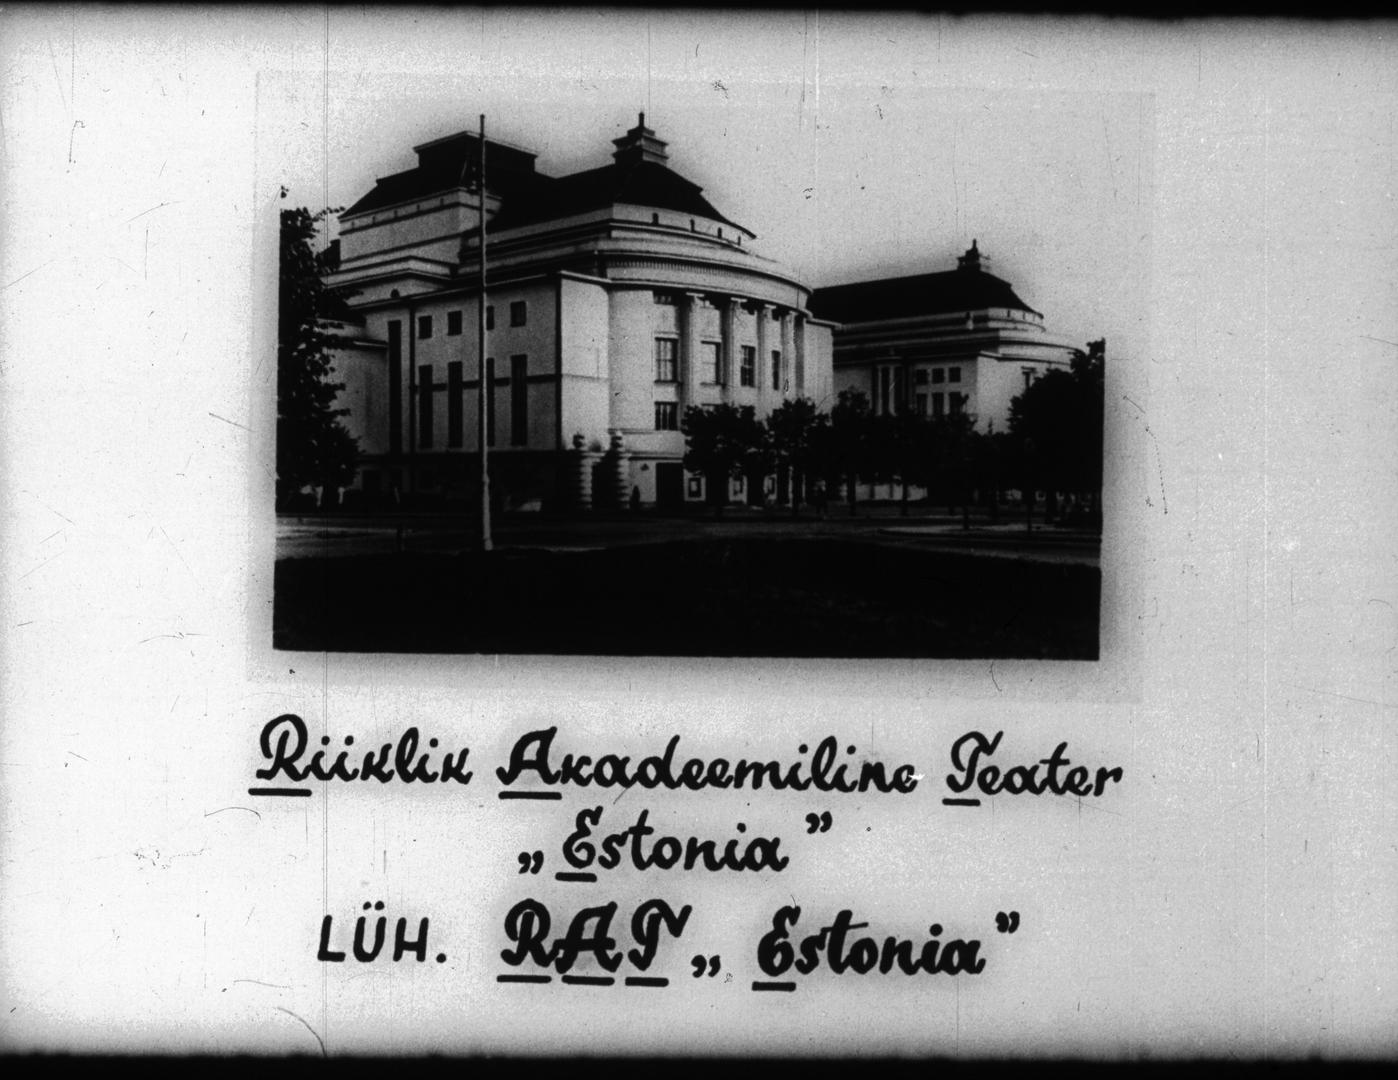 Riiklik Akadeemiline Teater
„Estonia”
LÜH. RAT „Estonia”